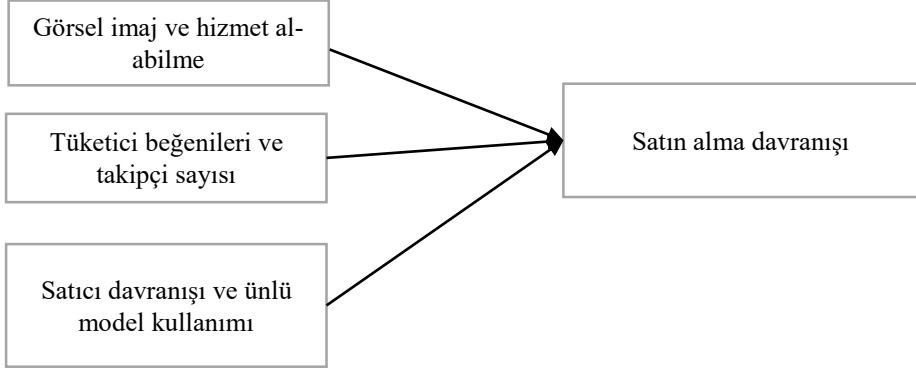 Görsel imaj ve hizmet al-
abilme
Tüketici beğenileri ve
takipçi sayısı
Satın alma davranışı
Satıcı davranışı ve ünlü
model kullanımı